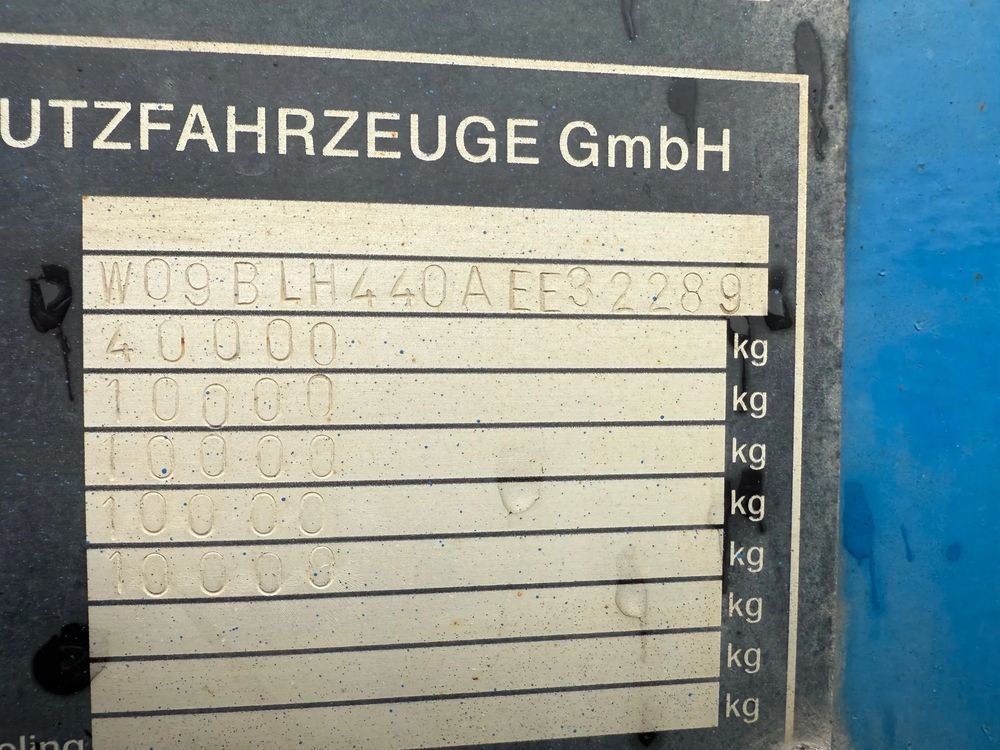 UTZFAHRZEUGE GmbH
W09BLH440AEE32289
40000 kg
10000 kg
10000 kg
10000 kg
10000 kg
kg
kg
kg